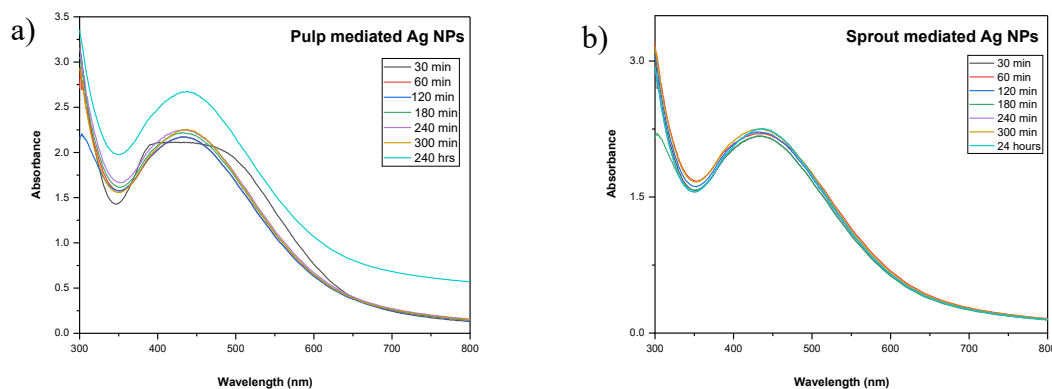 a)
Pulp mediated Ag NPs
30 min
60 min
120 min
180 min
240 min
300 min
240 hrs
3.5
3.0
2.5
2.0
1.5
1.0
0.5
0.0
Absorbance
300
400
500
600
700
800
Wavelength (nm)
b)
Sprout mediated Ag NPs
30 min
60 min
120 min
180 min
240 min
300 min
24 hours
3.0
1.5
0.0
Absorbance
300
400
500
600
700
800
Wavelength (nm)